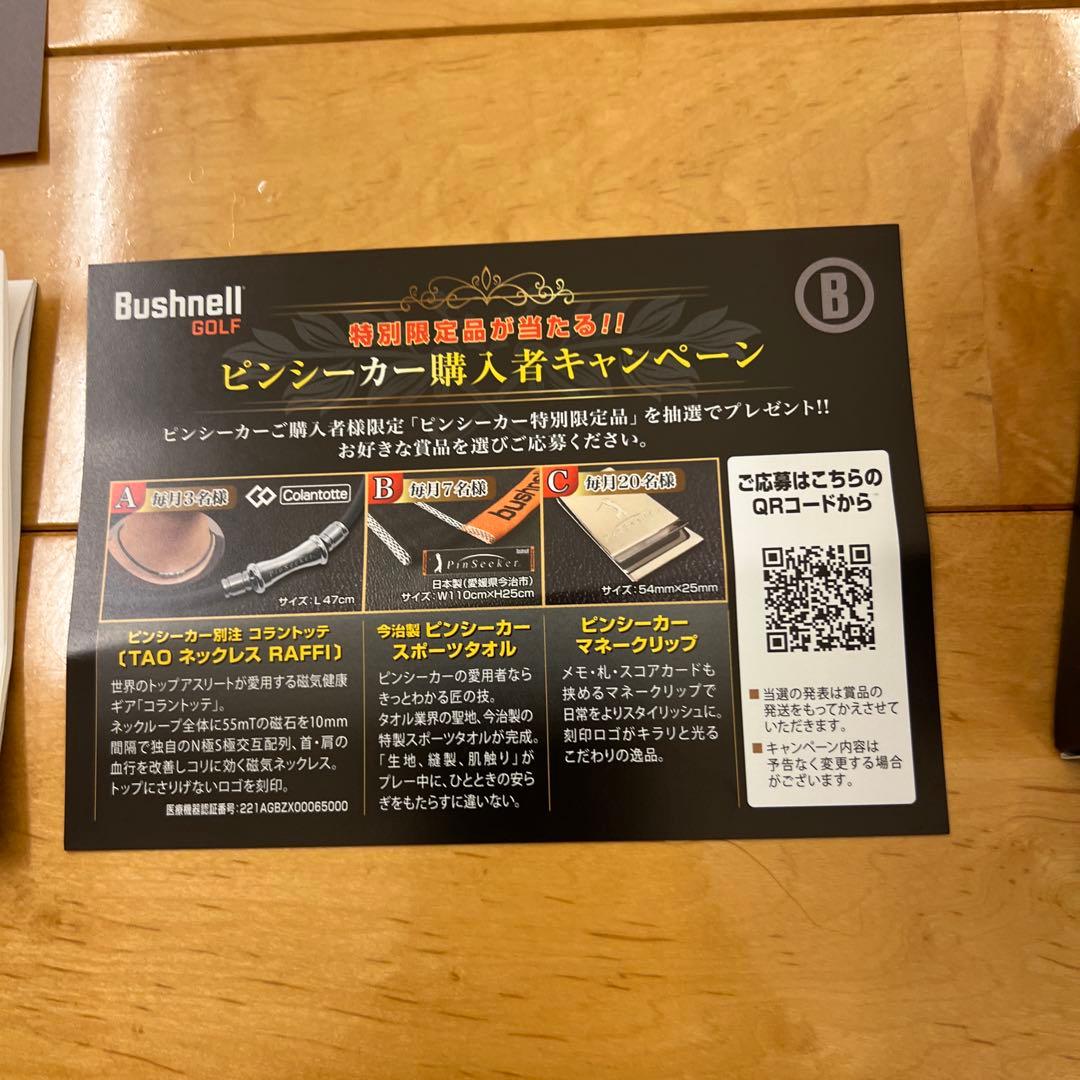 Bushnell
GOLF
B
特別限定品が当たる!!
ピンシーカー購入者キャンペーン
ピンシーカーご購入者様限定「ピンシーカー特別限定品」を抽選でプレゼント!!
お好きな賞品を選びご応募ください。
A 毎月3名様
Colantotte
サイズ:L 47cm
ピンシーカー別注 コラントッテ
〔TAO ネックレス RAFFI〕
世界のトップアスリートが愛用する磁気健康
ギア「コラントッテ」。
ネックループ全体に55mTの磁石を10mm
間隔で独自のN極S極交互配列、首・肩の
血行を改善しコリに効く磁気ネックレス。
トップにさりげないロゴを刻印。
医療機器認証番号:221AGBZX00065000
B 毎月7名様
bushn
Bushnell
PinSeeker
日本製(愛媛県今治市)
サイズ:W110cm×H25cm
今治製 ピンシーカー
スポーツタオル
ピンシーカーの愛用者なら
きっとわかる匠の技。
タオル業界の聖地、今治製の
特製スポーツタオルが完成。
「生地、縫製、肌触り」が
プレー中に、ひとときの安ら
ぎをもたらすに違いない。
C 毎月20名様
サイズ:54mm×25mm
ピンシーカー
マネークリップ
メモ・札・スコアカードも
挟めるマネークリップで
日常をよりスタイリッシュに。
刻印ロゴがキラリと光る
こだわりの逸品。
ご応募はこちらの
QRコードから
■ 当選の発表は賞品の
発送をもってかえさせて
いただきます。
■ キャンペーン内容は
予告なく変更する場合
がございます。